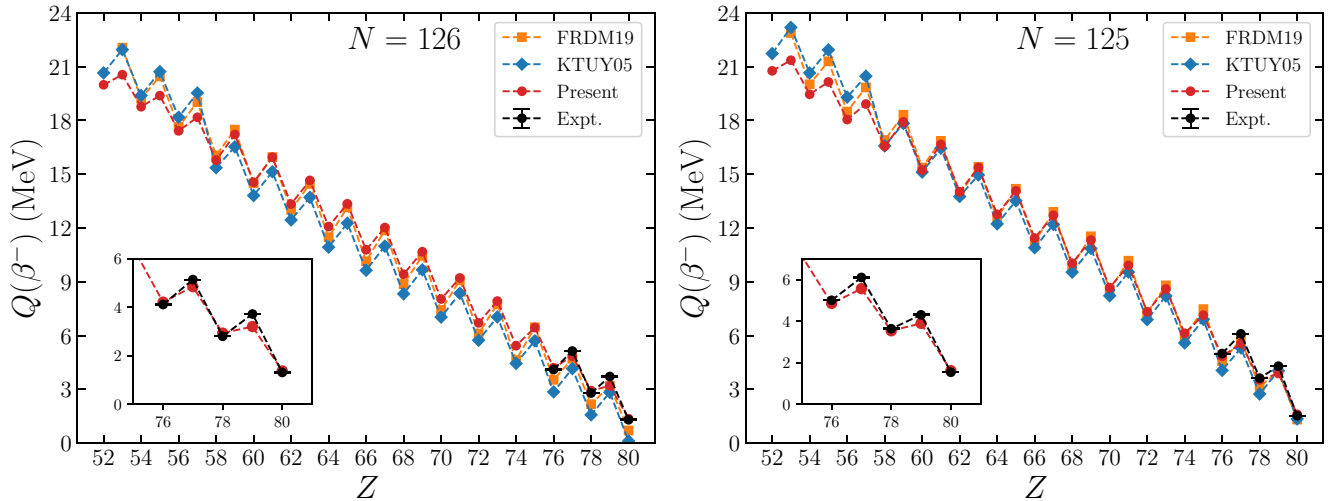 N = 126
FRDM19
KTUY05
Present
Expt.
Q(β⁻) (MeV)
24
21
18
15
12
9
6
3
0
6
4
2
0
76 78 80
52 54 56 58 60 62 64 66 68 70 72 74 76 78 80
Z
N = 125
FRDM19
KTUY05
Present
Expt.
Q(β⁻) (MeV)
24
21
18
15
12
9
6
3
0
6
4
2
0
76 78 80
52 54 56 58 60 62 64 66 68 70 72 74 76 78 80
Z